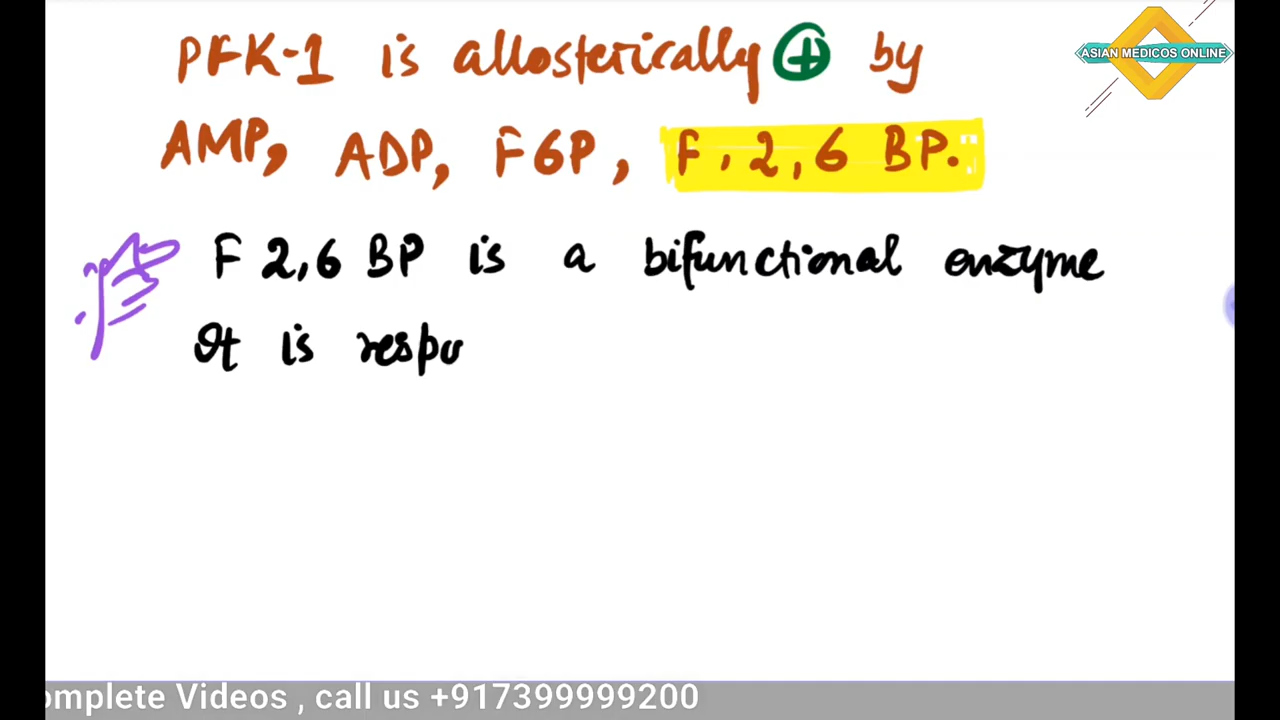 PFK-1 is allosterically + by
ASIAN MEDICOS ONLINE
AMP, ADP, F6P, F, 2, 6 BP.
F 2,6 BP is a bifunctional enzyme
It is respo
omplete Videos , call us +917399999200